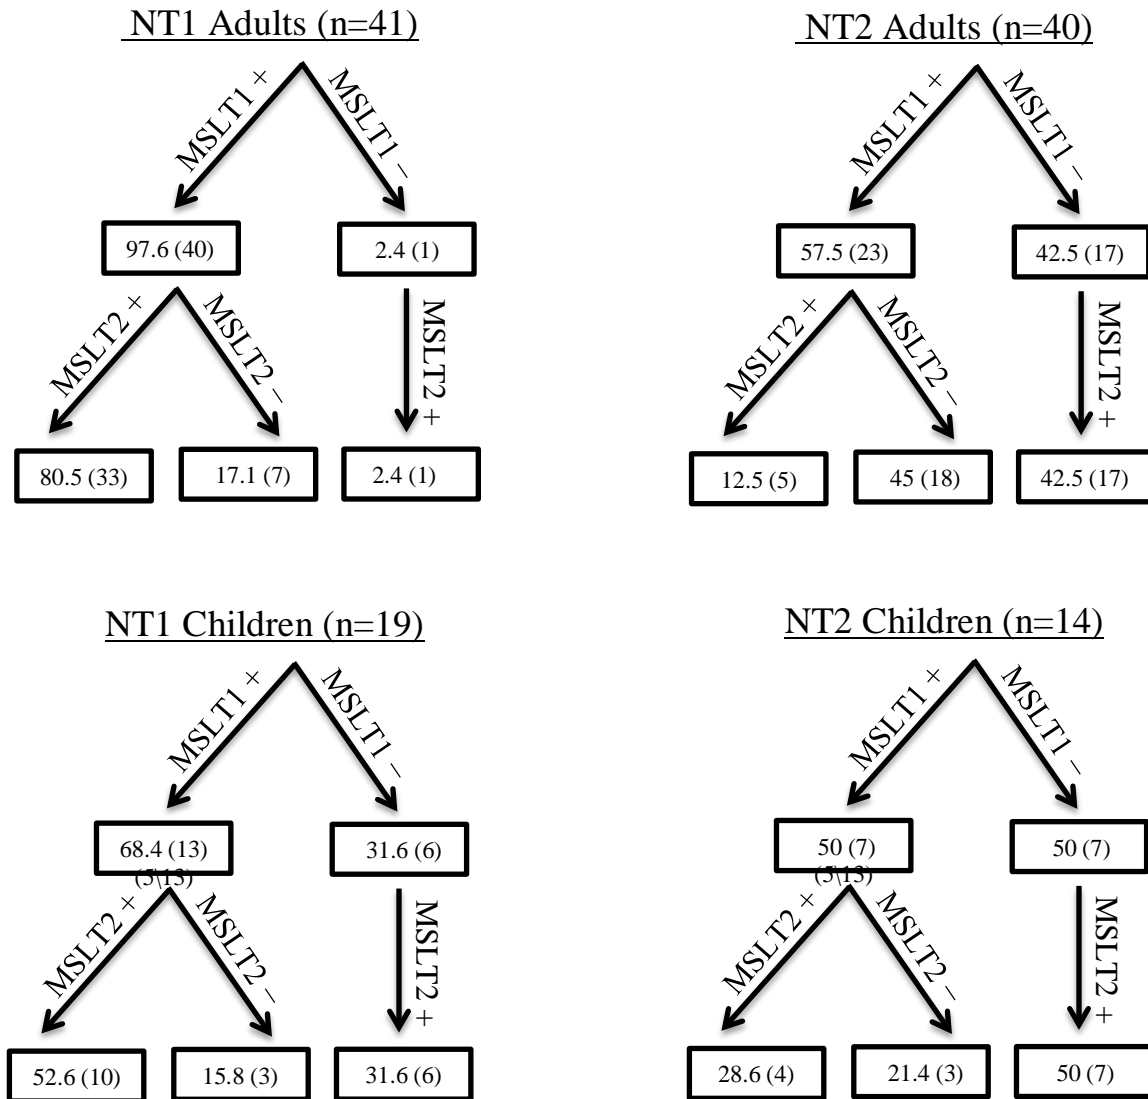 NT1 Adults (n=41)
MSLT1 +
MSLT1 –
97.6 (40)
2.4 (1)
MSLT2 +
MSLT2 –
MSLT2 +
80.5 (33)
17.1 (7)
2.4 (1)
NT2 Adults (n=40)
MSLT1 +
MSLT1 –
57.5 (23)
42.5 (17)
MSLT2 +
MSLT2 –
MSLT2 +
12.5 (5)
45 (18)
42.5 (17)
NT1 Children (n=19)
MSLT1 +
MSLT1 –
68.4 (13)
(5\13)
31.6 (6)
MSLT2 +
MSLT2 –
MSLT2 +
52.6 (10)
15.8 (3)
31.6 (6)
NT2 Children (n=14)
MSLT1 +
MSLT1 –
50 (7)
(5\13)
50 (7)
MSLT2 +
MSLT2 –
MSLT2 +
28.6 (4)
21.4 (3)
50 (7)